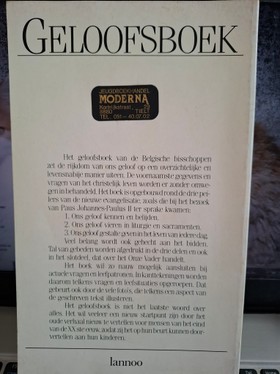 GELOOFSBOEK
JEUGDBOEKHANDEL
MODERNA
TIELT
TEL.
Het geloofsboek van de Belgische bisschoppen
zet de rijkdom van ons geloof op een overzichtelijke en
levensnabije manier uiteen. De voornaamste gegevens en
vragen van het christelijk leven worden er zonder omwe-
gen in behandeld. Het boek is opgebouwd rond de drie pei-
lers van de nieuwe evangelisatie, zoals die bij het bezoek
van Paus Johannes-Paulus II ter sprake kwamen:
1. Ons geloof kennen en belijden.
2. Ons geloof vieren in liturgie en sacramenten.
3. Ons geloof gestalte geven in het leven van iedere dag.
Veel belang wordt ook gehecht aan het bidden.
Tal van gebeden worden afgedrukt in de drie delen en ook
in het slotdeel, dat over het Onze Vader handelt.
Het boek wil zo nauw mogelijk aansluiten bij
actuele vragen en leefpatronen. In kanttekeningen worden
daarom telkens vragen en leefsituaties opgeroepen. Dat
gebeurt ook door de vele foto's, die telkens een aspect van
de geschreven tekst illustreren.
Het geloofsboek is niet het laatste woord over
alles. Het wil veeleer een nieuw startpunt zijn door het
oude verhaal nieuw te vertellen voor mensen van het eind
van de XXste eeuw, zodat zij het op hun beurt kunnen door-
vertellen aan hun kinderen.
lannoo